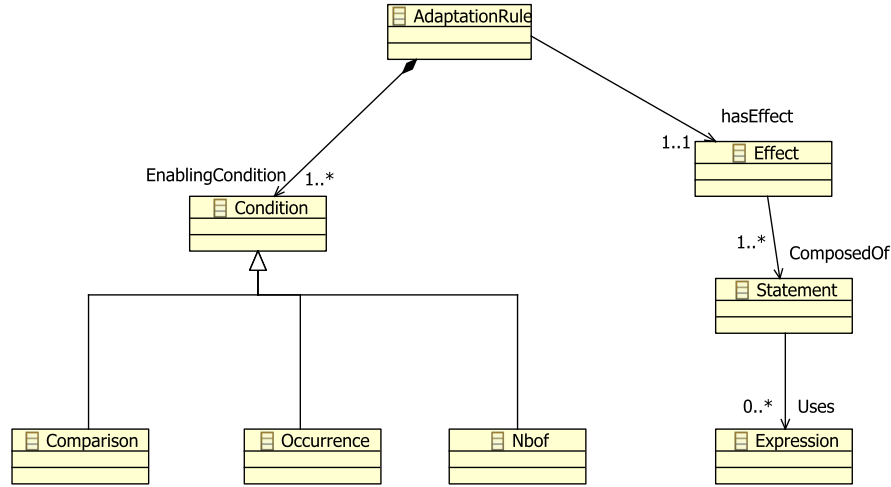 AdaptationRule
hasEffect
1..1
Effect
EnablingCondition
1..*
Condition
1..*
ComposedOf
Statement
0..*
Uses
Comparison
Occurrence
Nbof
Expression